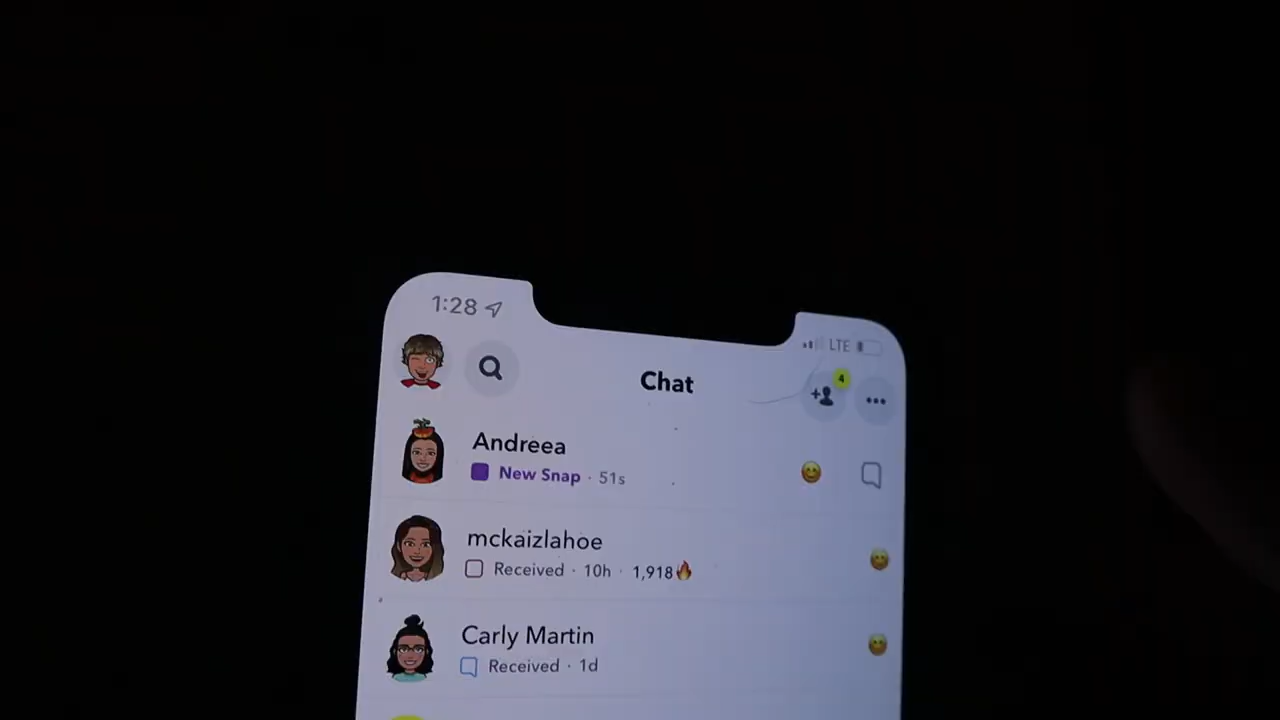 1:28
LTE
Chat
4
Andreea
New Snap · 51s
mckaizlahoe
Received · 10h · 1,918🔥
Carly Martin
Received · 1d